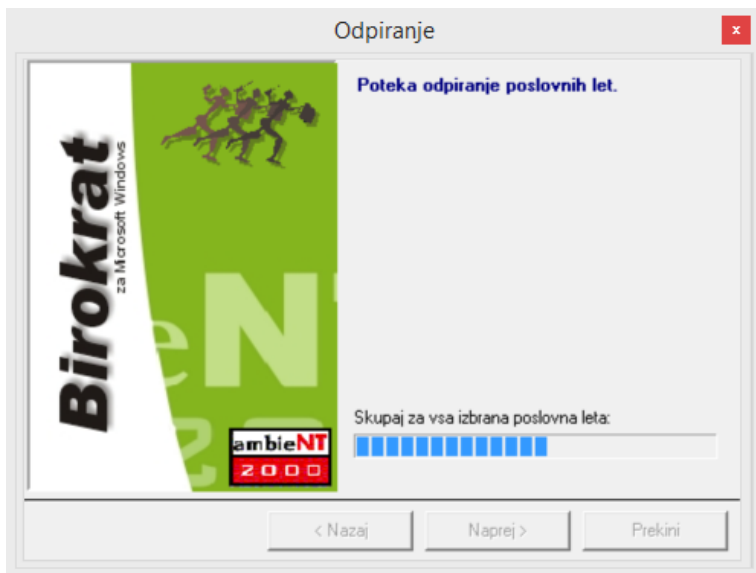 Odpiranje
x
Birokrat
za Microsoft Windows
eNT
ambieNT
2000
Poteka odpiranje poslovnih let.
Skupaj za vsa izbrana poslovna leta:
< Nazaj
Naprej >
Prekini